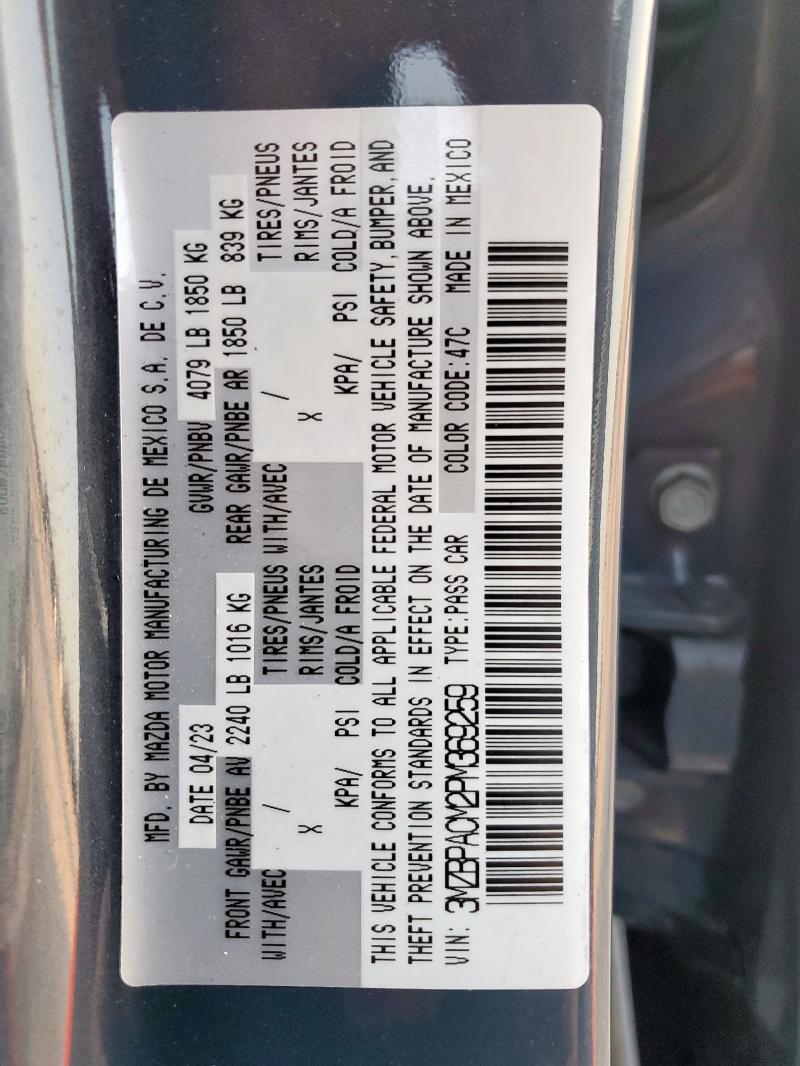 MFD. BY MAZDA MOTOR MANUFACTURING DE MEXICO S.A. DE C.V.
DATE 04/23 GVWR/PNBV 4079 LB 1850 KG
FRONT GAWR/PNBE AV 2240 LB 1016 KG REAR GAWR/PNBE AR 1850 LB 839 KG
WITH/AVEC / TIRES/PNEUS WITH/AVEC / TIRES/PNEUS
X RIMS/JANTES X RIMS/JANTES
KPA/ PSI COLD/A FROID KPA/ PSI COLD/A FROID
THIS VEHICLE CONFORMS TO ALL APPLICABLE FEDERAL MOTOR VEHICLE SAFETY, BUMPER, AND
THEFT PREVENTION STANDARDS IN EFFECT ON THE DATE OF MANUFACTURE SHOWN ABOVE.
VIN: 3MZBPACM2PM369259 TYPE:PASS CAR COLOR CODE:47C MADE IN MEXICO